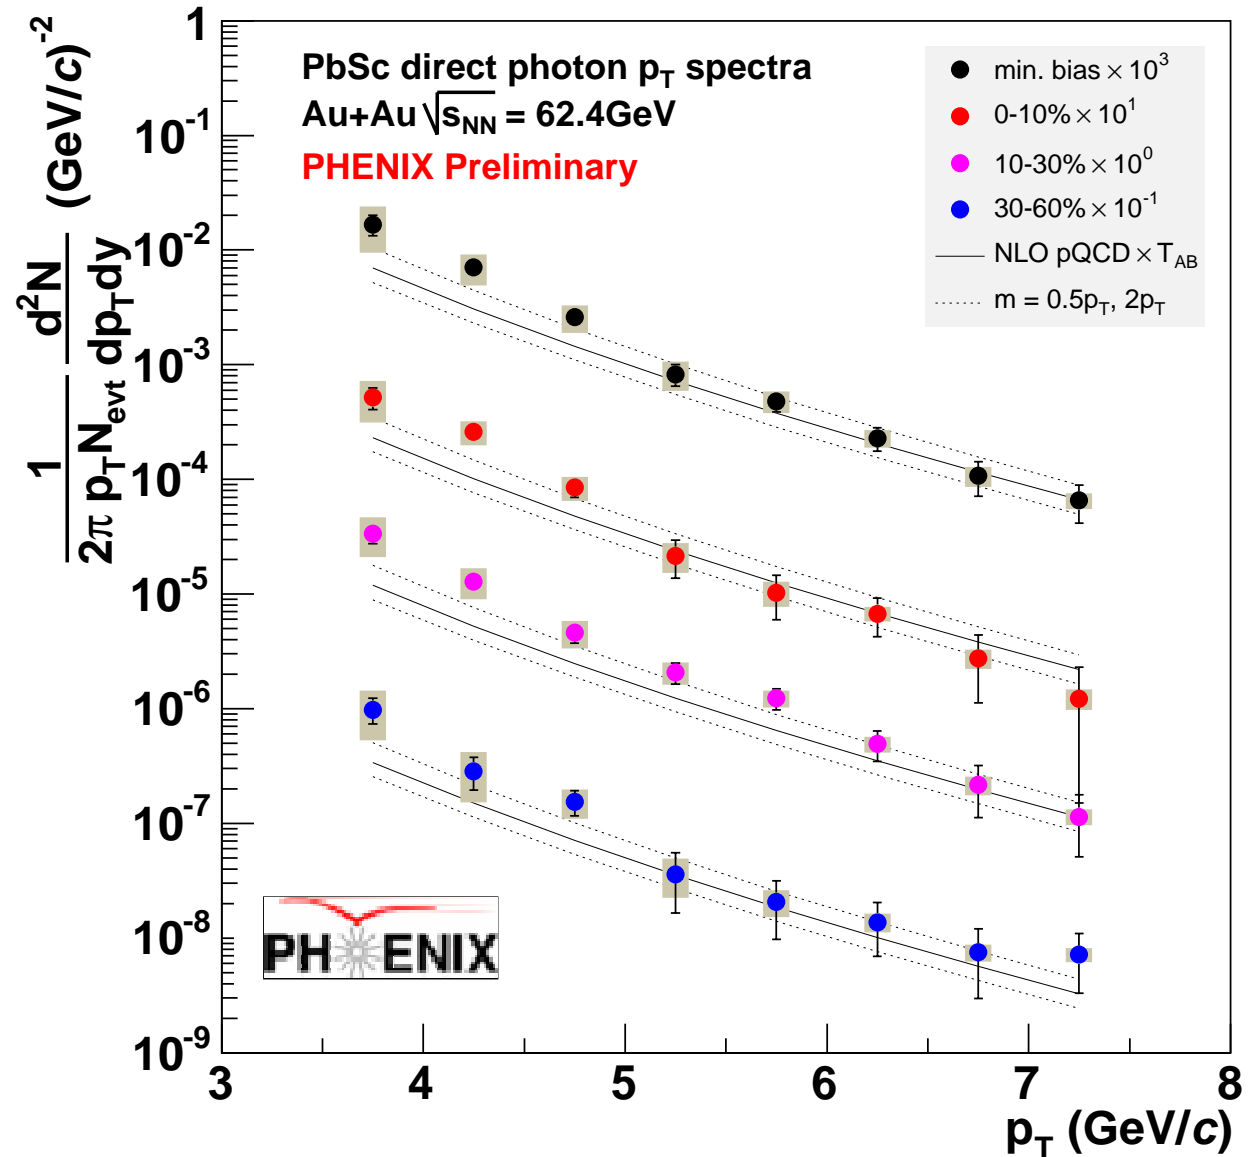 PbSc direct photon p_T spectra
Au+Au √s_NN = 62.4GeV
PHENIX Preliminary
min. bias × 10^3
0-10% × 10^1
10-30% × 10^0
30-60% × 10^-1
NLO pQCD × T_AB
m = 0.5p_T, 2p_T
1/(2π p_T N_evt) d^2N/(dp_T dy) (GeV/c)^-2
1
10^-1
10^-2
10^-3
10^-4
10^-5
10^-6
10^-7
10^-8
10^-9
PHENIX
3 4 5 6 7 8
p_T (GeV/c)